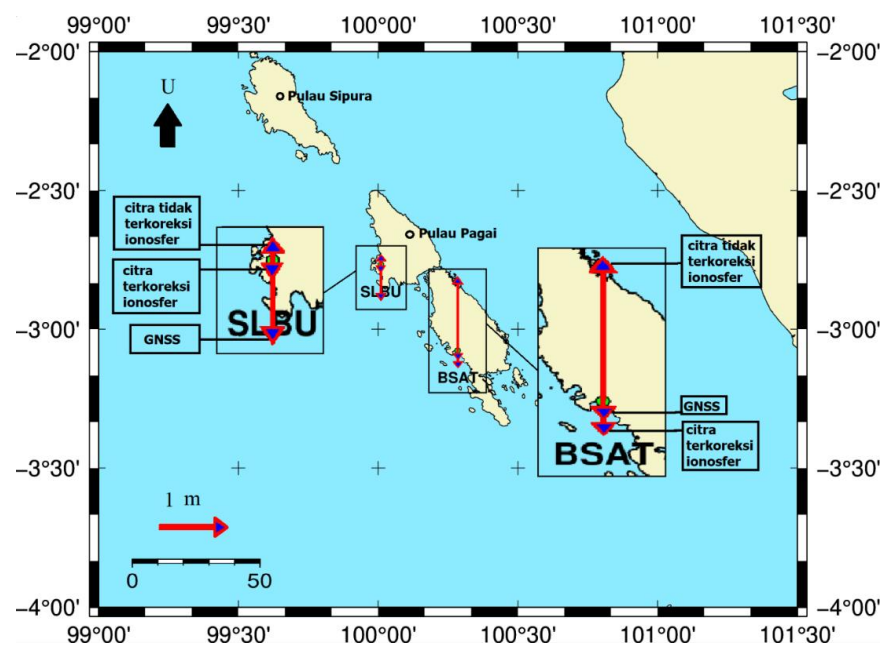 99°00' 99°30' 100°00' 100°30' 101°00' 101°30'
−2°00' −2°00'
U
Pulau Sipura
−2°30' −2°30'
citra tidak
terkoreksi
ionosfer
citra
terkoreksi
ionosfer
GNSS
SLBU
Pulau Pagai
SLBU
BSAT
citra tidak
terkoreksi
ionosfer
GNSS
citra
terkoreksi
ionosfer
BSAT
−3°00' −3°00'
−3°30' −3°30'
1 m
0 50
−4°00' −4°00'
99°00' 99°30' 100°00' 100°30' 101°00' 101°30'